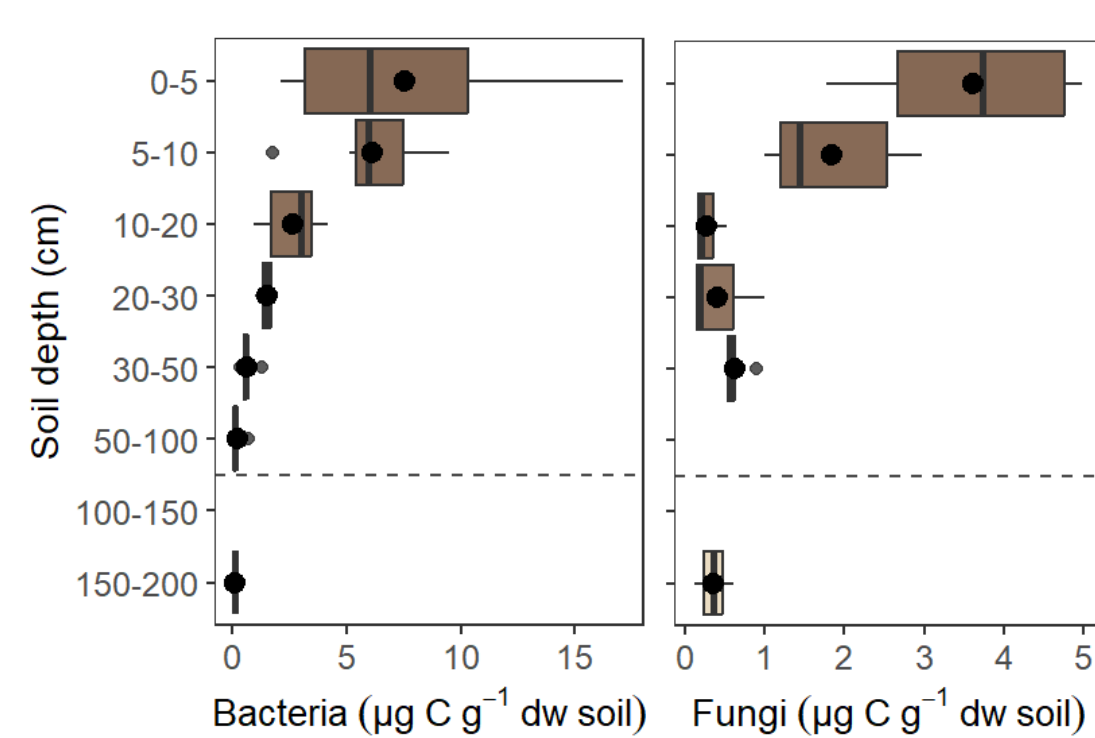 Soil depth (cm)
0-5
5-10
10-20
20-30
30-50
50-100
100-150
150-200
0 5 10 15
0 1 2 3 4 5
Bacteria (µg C g⁻¹ dw soil)
Fungi (µg C g⁻¹ dw soil)